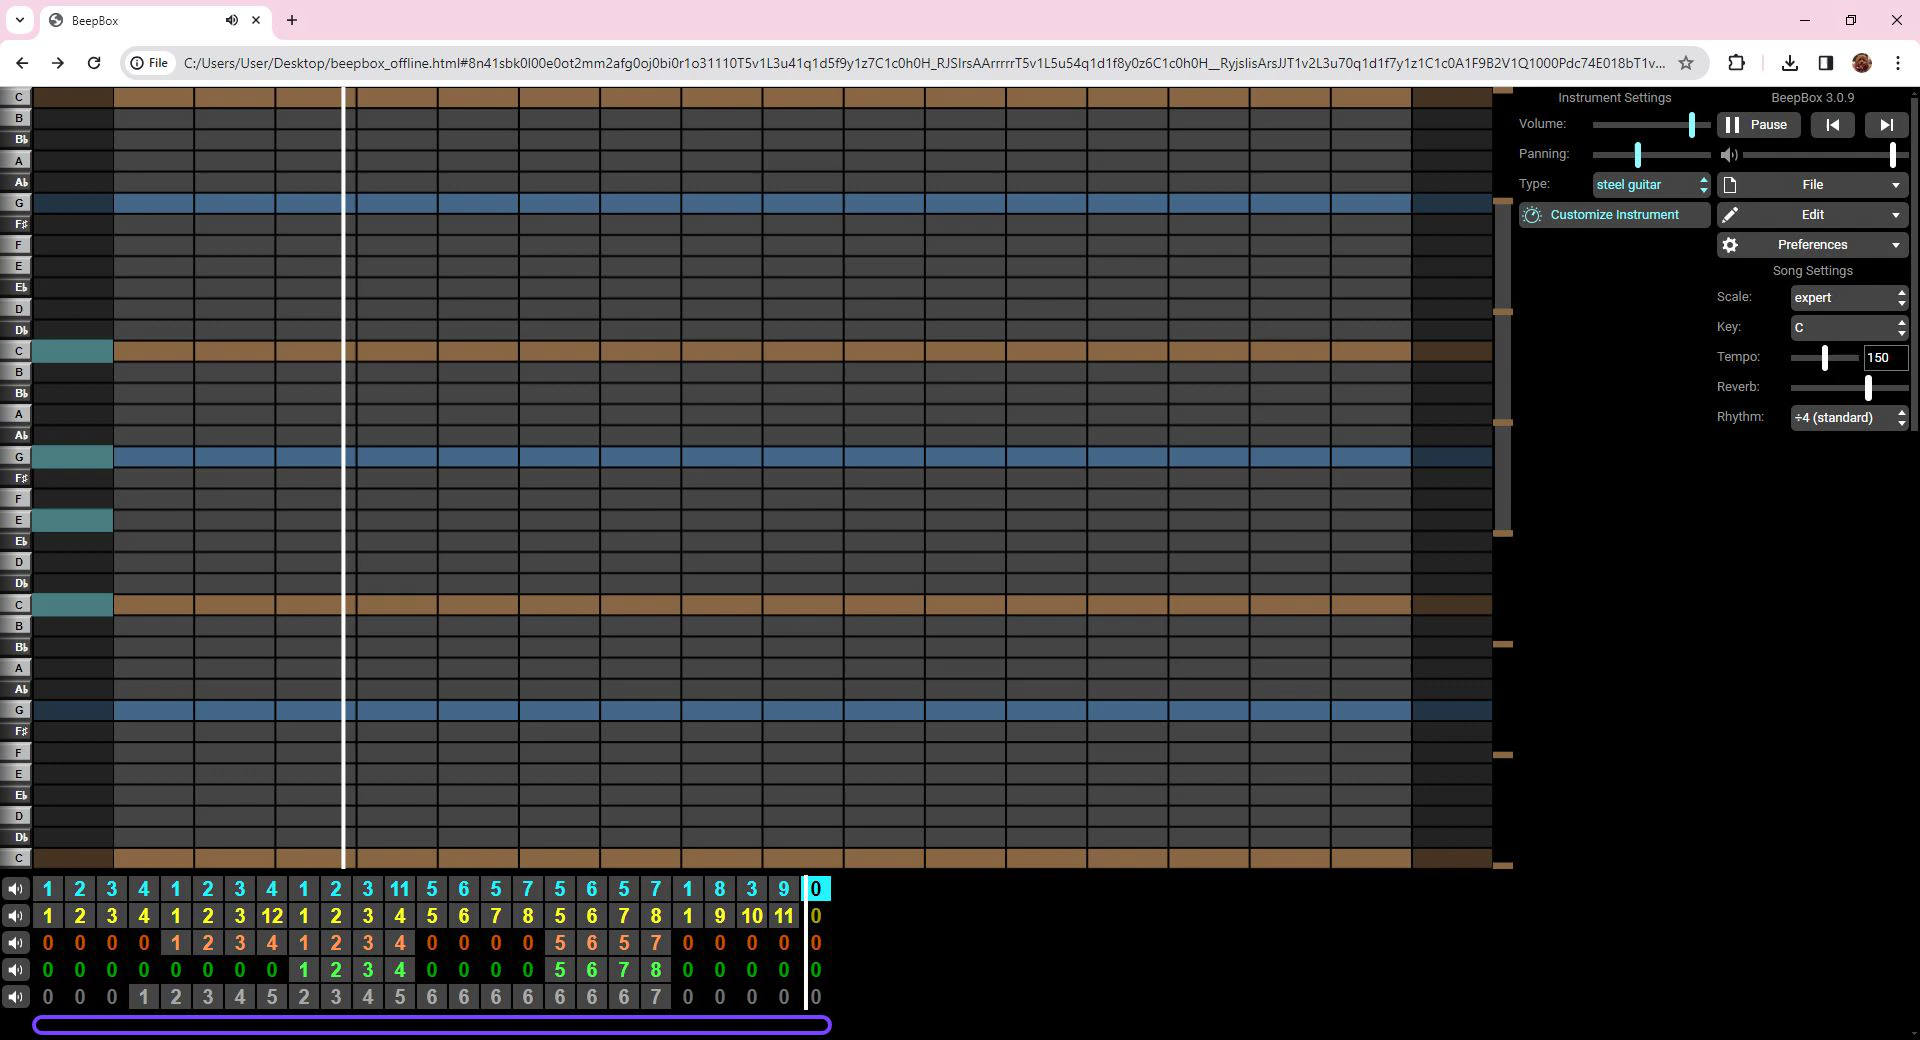 BeepBox
File
C:/Users/User/Desktop/beepbox_offline.html#8n41sbk0l00e0ot2mm2afg0oj0bi0r1o31110T5v1L3u41q1d5f9y1z7C1c0h0H_RJSIrsAArrrrrT5v1L5u54q1d1f8y0z6C1c0h0H__RyjsIisArsJJT1v2L3u70q1d1f7y1z1C1c0A1F9B2V1Q1000Pdc74E018bT1v...
C
B
B♭
A
A♭
G
F♯
F
E
E♭
D
D♭
C
B
B♭
A
A♭
G
F♯
F
E
E♭
D
D♭
C
B
B♭
A
A♭
G
F♯
F
E
E♭
D
D♭
C
Instrument Settings
Volume:
Panning:
Type: steel guitar
Customize Instrument
BeepBox 3.0.9
Pause
File
Edit
Preferences
Song Settings
Scale: expert
Key: C
Tempo: 150
Reverb:
Rhythm: ÷4 (standard)
1 2 3 4 1 2 3 4 1 2 3 11 5 6 5 7 5 6 5 7 1 8 3 9 0
1 2 3 4 1 2 3 12 1 2 3 4 5 6 7 8 5 6 7 8 1 9 10 11 0
0 0 0 0 1 2 3 4 1 2 3 4 0 0 0 0 5 6 5 7 0 0 0 0 0
0 0 0 0 0 0 0 0 1 2 3 4 0 0 0 0 5 6 7 8 0 0 0 0 0
0 0 0 1 2 3 4 5 2 3 4 5 6 6 6 6 6 6 6 7 0 0 0 0 0